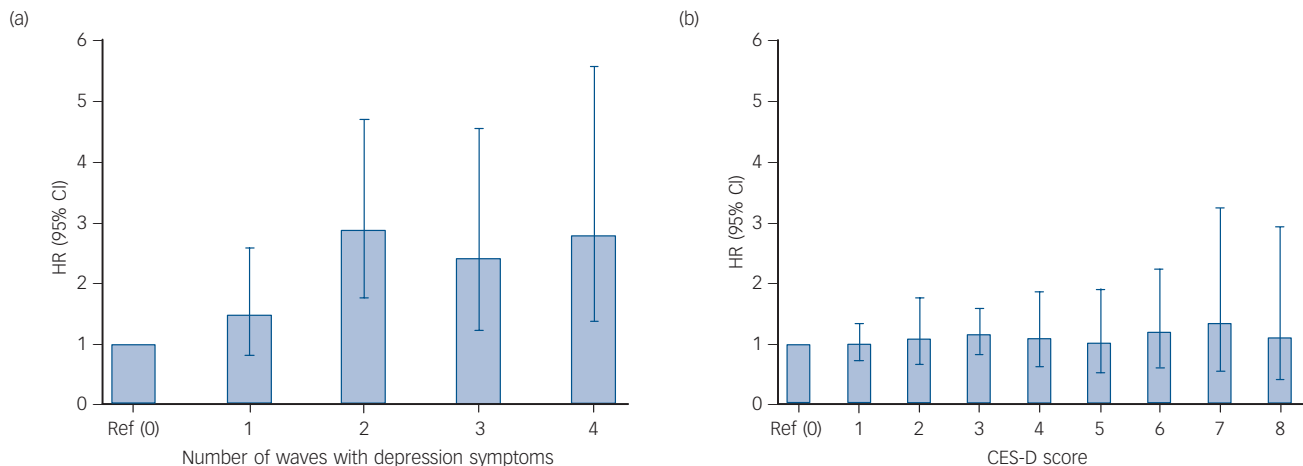 (a)
6
5
4
3
2
1
0
HR (95% CI)
Ref (0) 1 2 3 4
Number of waves with depression symptoms
(b)
6
5
4
3
2
1
0
HR (95% CI)
Ref (0) 1 2 3 4 5 6 7 8
CES-D score